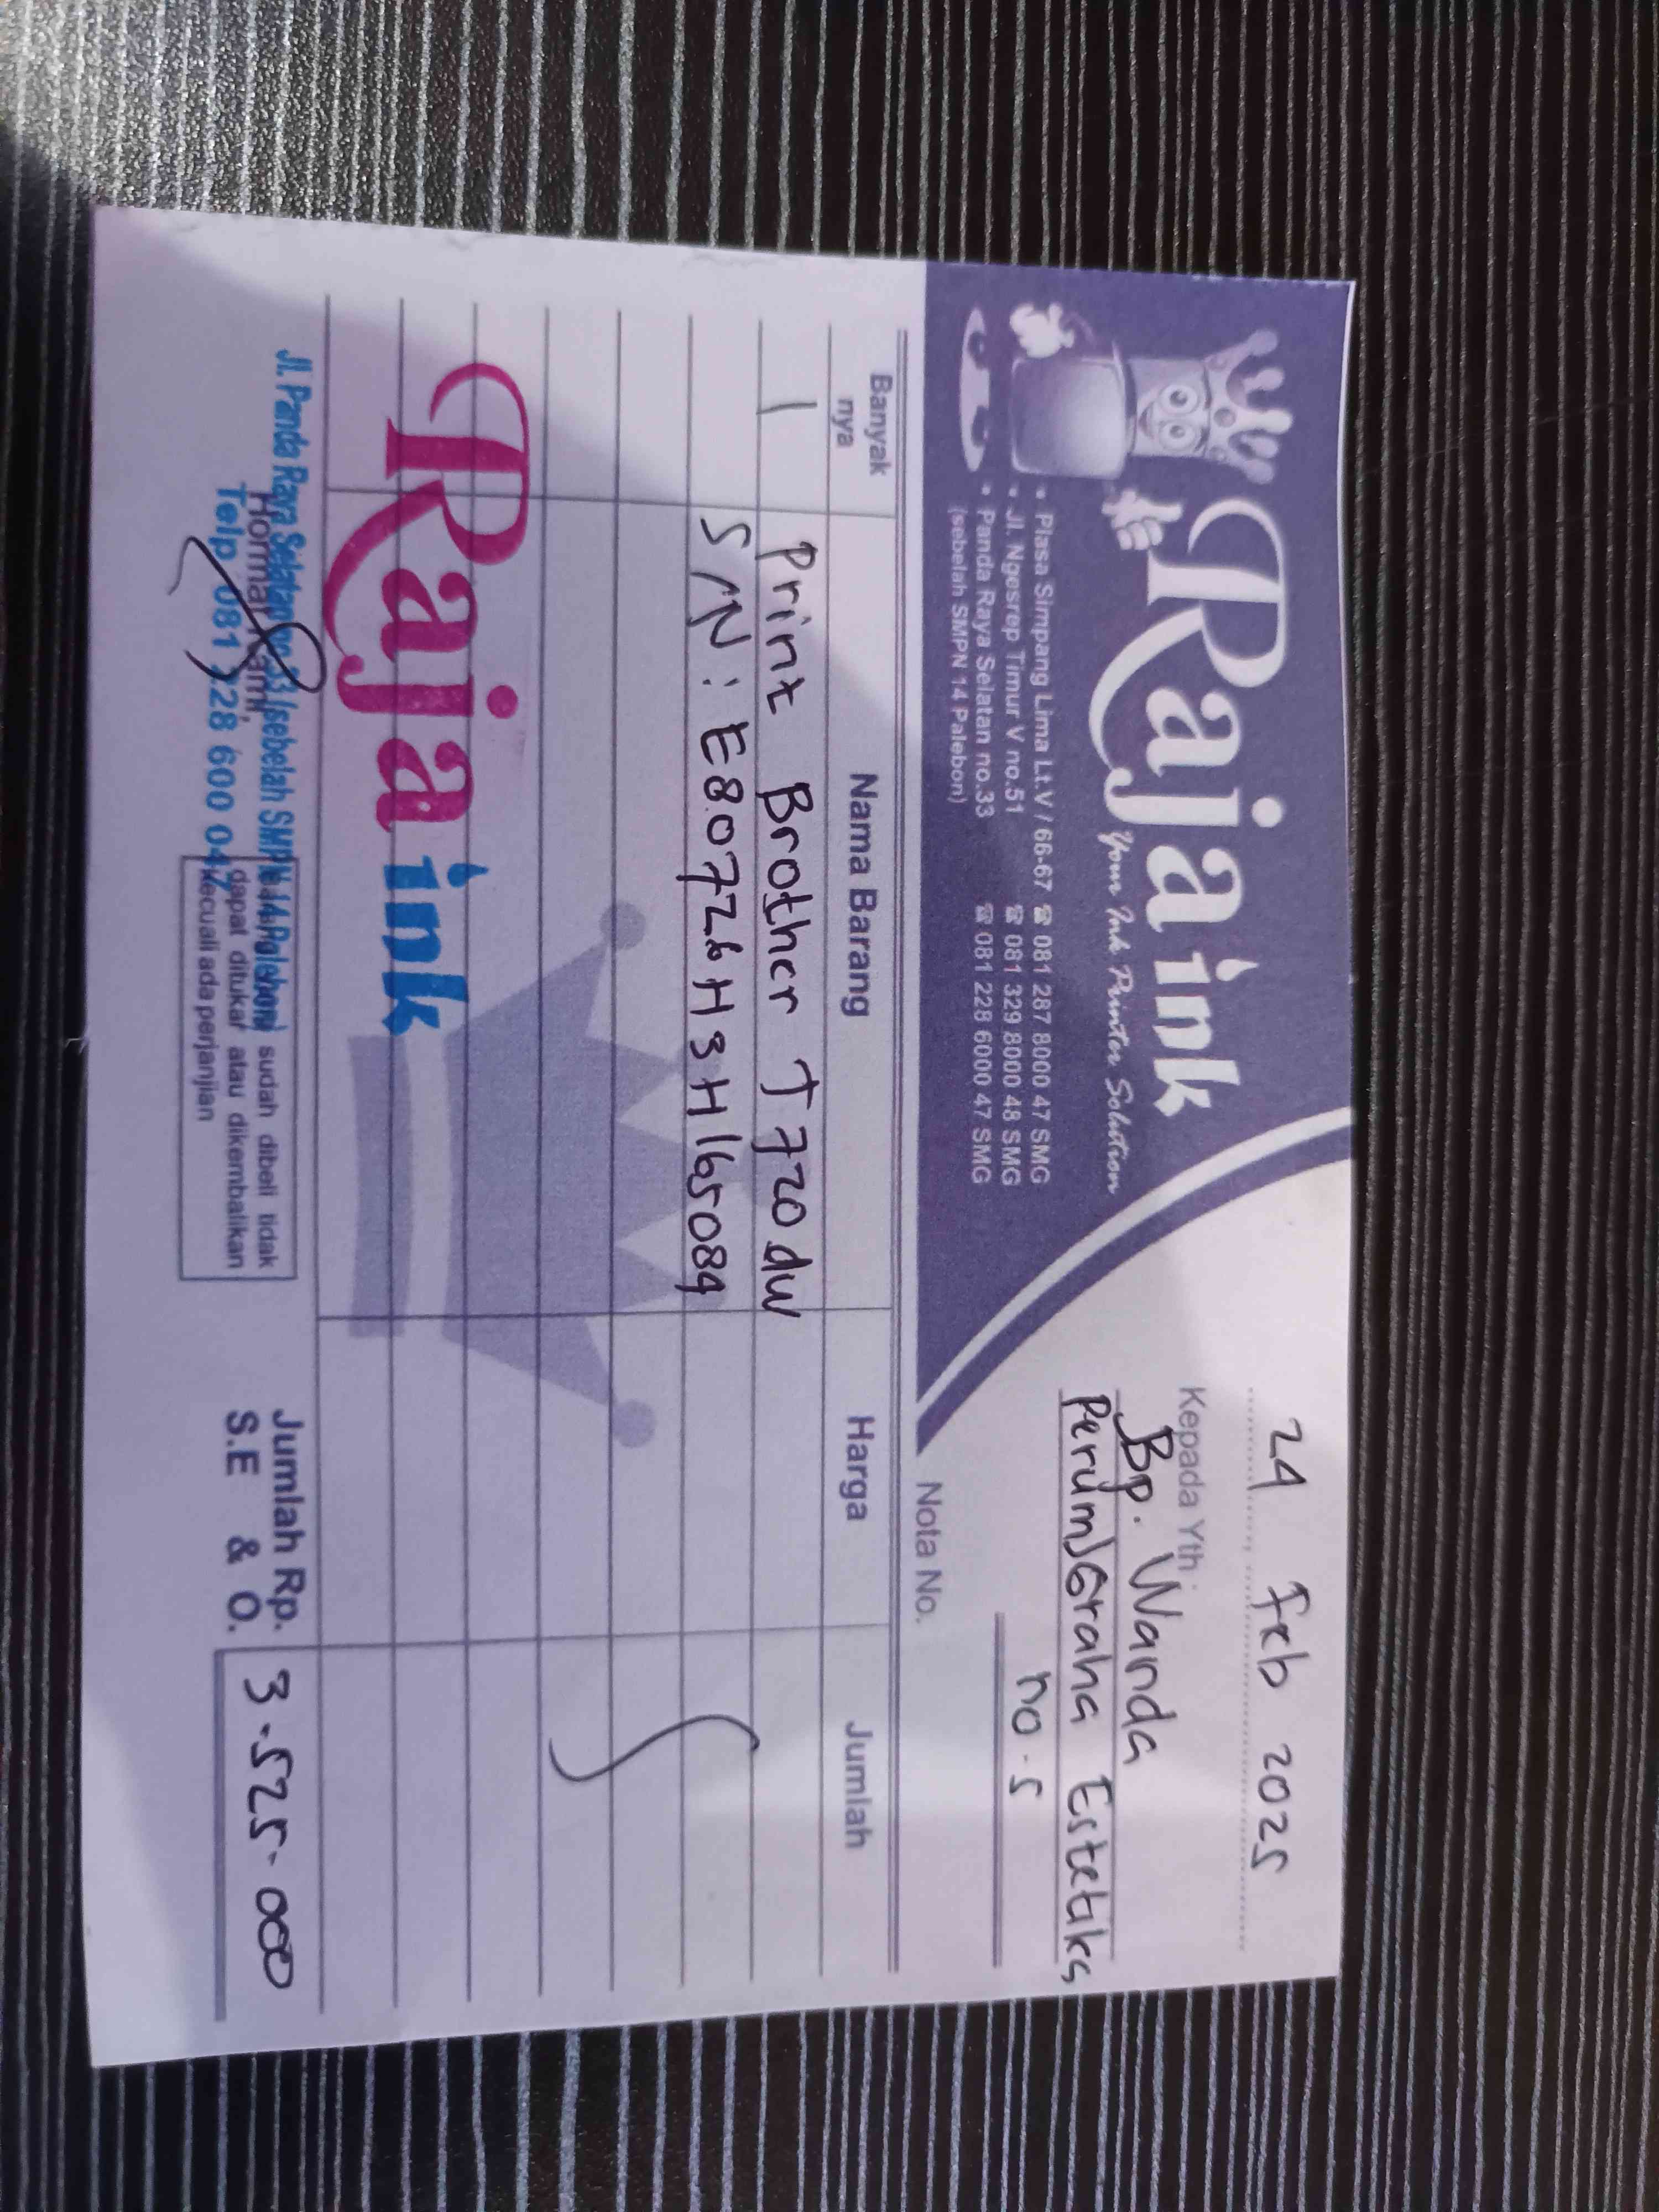 Raja ink
Your Ink Printer Solution
• Plasa Simpang Lima Lt.V / 66-67 ☎ 081 287 8000 47 SMG
• Jl. Ngesrep Timur V no.51 ☎ 081 329 8000 48 SMG
• Panda Raya Selatan no.33 ☎ 081 228 6000 47 SMG
(sebelah SMPN 14 Palebon)
24 Feb 2025
Kepada Yth :
Bp. Wanda
Perum Graha Estetika
no. 5
Nota No.
Banyak nya Nama Barang Harga Jumlah
1 Print Brother T720dw
S/N : E80726H3H165084
Raja ink
Jl. Panda Raya Selatan no.33 (sebelah SMPN 14 Palebon)
Telp 081 228 600 047
Hormat kami,
sudah dibeli tidak
dapat ditukar atau dikembalikan
kecuali ada perjanjian
Jumlah Rp. 3.525.000
S.E & O.